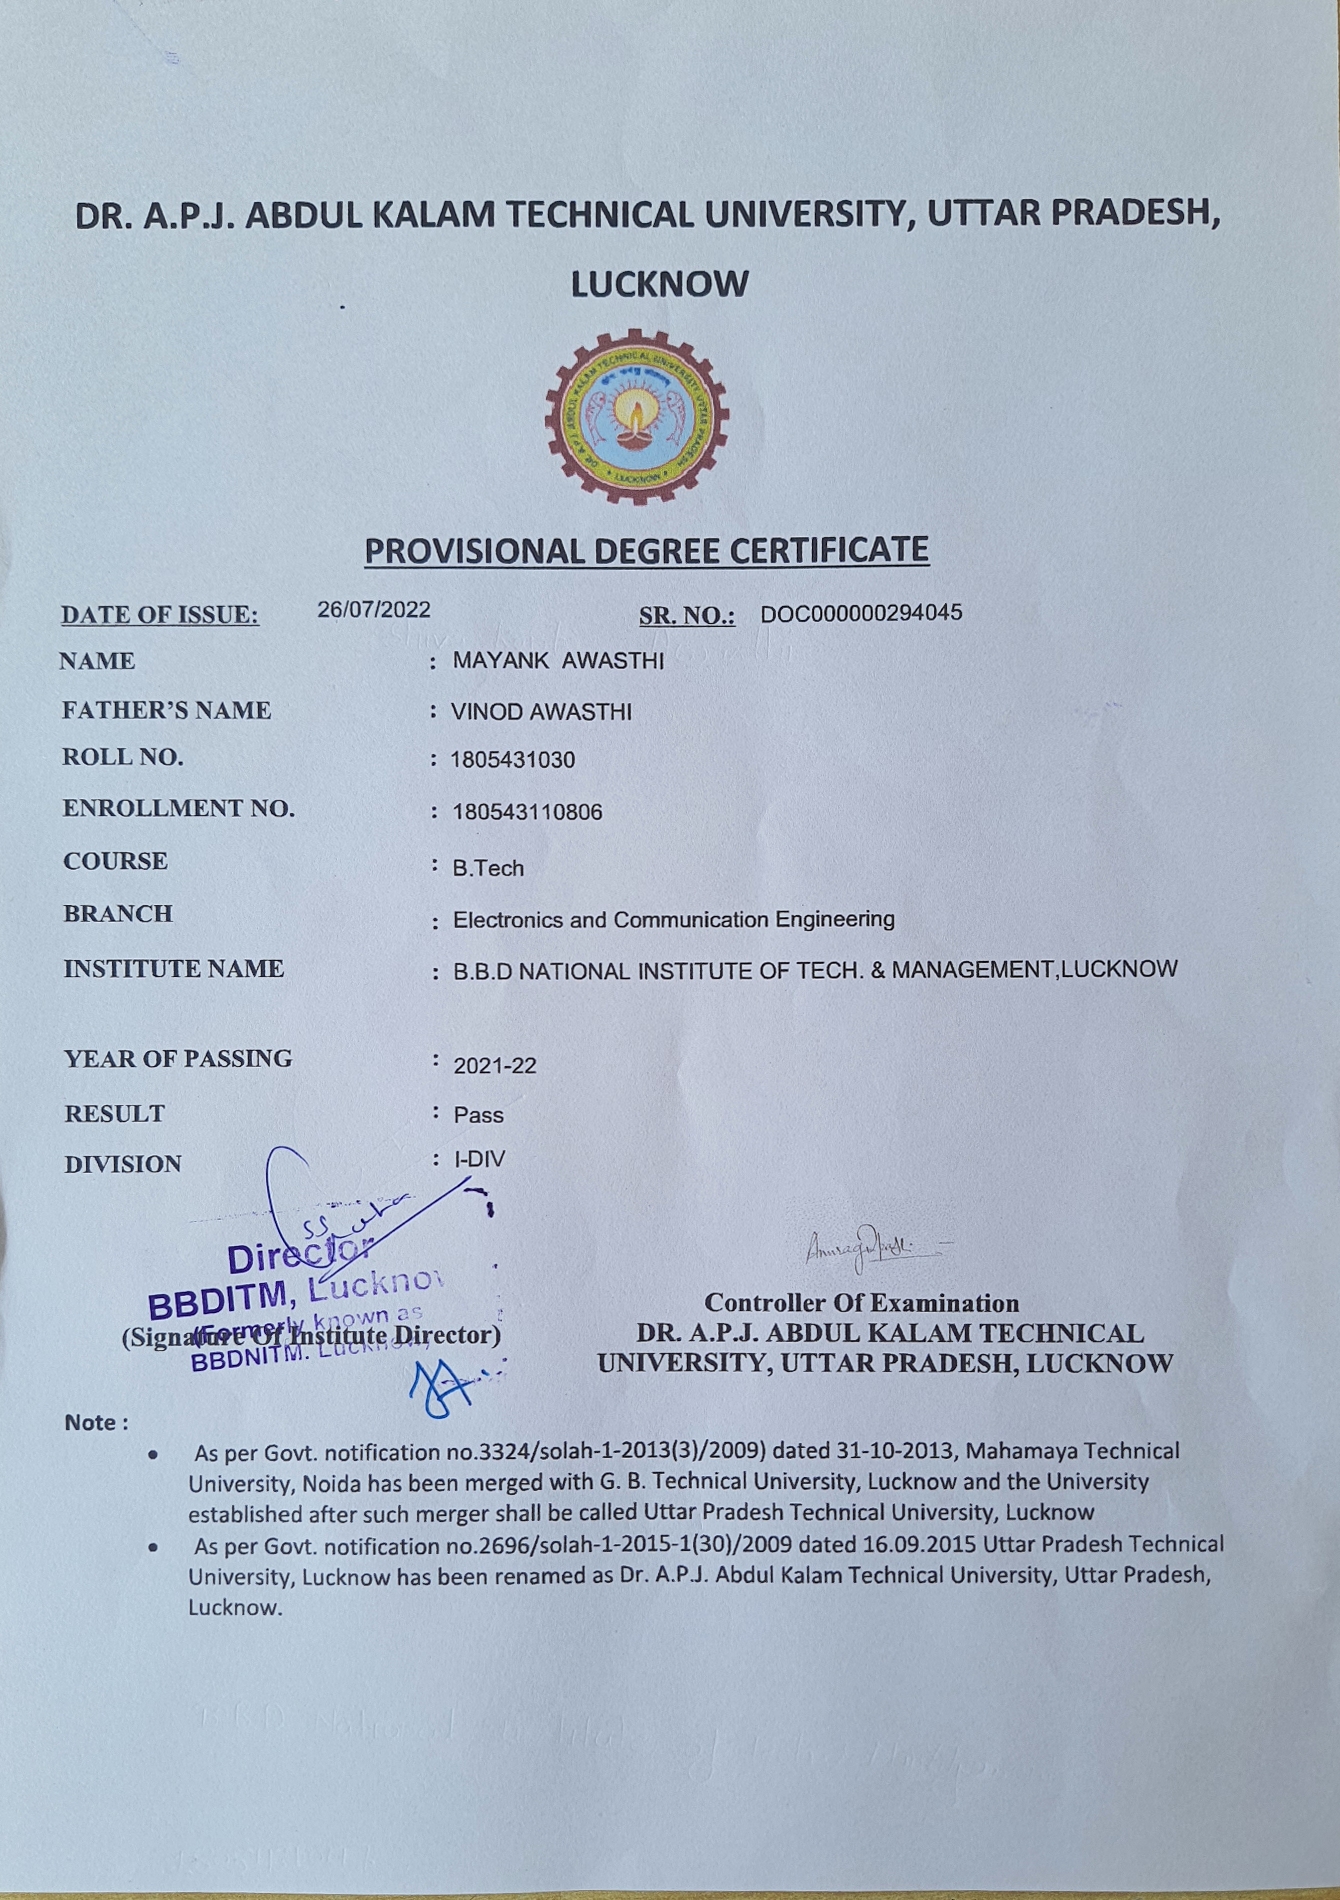 DR. A.P.J. ABDUL KALAM TECHNICAL UNIVERSITY, UTTAR PRADESH,
LUCKNOW
DR. A.P.J. ABDUL KALAM TECHNICAL UNIVERSITY UTTAR PRADESH
LUCKNOW
PROVISIONAL DEGREE CERTIFICATE
DATE OF ISSUE: 26/07/2022 SR. NO.: DOC000000294045
NAME : MAYANK AWASTHI
FATHER'S NAME : VINOD AWASTHI
ROLL NO. : 1805431030
ENROLLMENT NO. : 180543110806
COURSE : B.Tech
BRANCH : Electronics and Communication Engineering
INSTITUTE NAME : B.B.D NATIONAL INSTITUTE OF TECH. & MANAGEMENT,LUCKNOW
YEAR OF PASSING : 2021-22
RESULT : Pass
DIVISION : I-DIV
Director
BBDITM, Lucknow
(Formerly known as
(Signature Of Institute Director)
BBDNITM. Lucknow,
Controller Of Examination
DR. A.P.J. ABDUL KALAM TECHNICAL
UNIVERSITY, UTTAR PRADESH, LUCKNOW
Note :
• As per Govt. notification no.3324/solah-1-2013(3)/2009) dated 31-10-2013, Mahamaya Technical
University, Noida has been merged with G. B. Technical University, Lucknow and the University
established after such merger shall be called Uttar Pradesh Technical University, Lucknow
• As per Govt. notification no.2696/solah-1-2015-1(30)/2009 dated 16.09.2015 Uttar Pradesh Technical
University, Lucknow has been renamed as Dr. A.P.J. Abdul Kalam Technical University, Uttar Pradesh,
Lucknow.